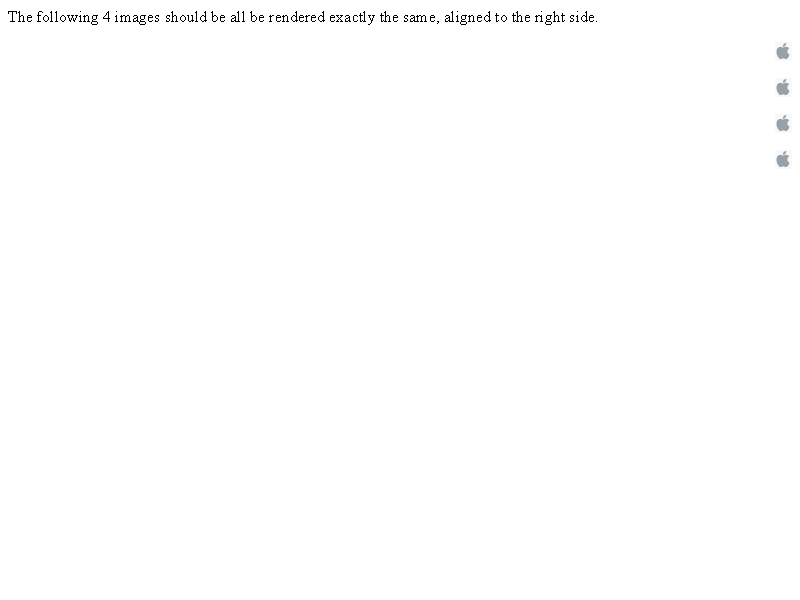 The following 4 images should be all be rendered exactly the same, aligned to the right side.